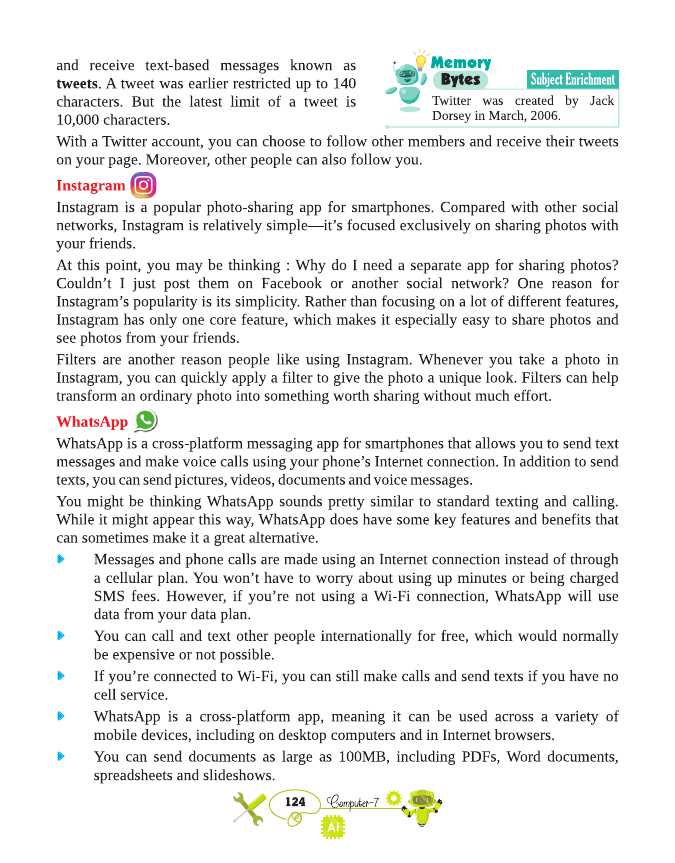 and receive text-based messages known as
tweets. A tweet was earlier restricted up to 140
characters. But the latest limit of a tweet is
10,000 characters.
Memory
Bytes
Subject Enrichment
Twitter was created by Jack
Dorsey in March, 2006.
With a Twitter account, you can choose to follow other members and receive their tweets
on your page. Moreover, other people can also follow you.
Instagram
Instagram is a popular photo-sharing app for smartphones. Compared with other social
networks, Instagram is relatively simple—it's focused exclusively on sharing photos with
your friends.
At this point, you may be thinking : Why do I need a separate app for sharing photos?
Couldn't I just post them on Facebook or another social network? One reason for
Instagram's popularity is its simplicity. Rather than focusing on a lot of different features,
Instagram has only one core feature, which makes it especially easy to share photos and
see photos from your friends.
Filters are another reason people like using Instagram. Whenever you take a photo in
Instagram, you can quickly apply a filter to give the photo a unique look. Filters can help
transform an ordinary photo into something worth sharing without much effort.
WhatsApp
WhatsApp is a cross-platform messaging app for smartphones that allows you to send text
messages and make voice calls using your phone's Internet connection. In addition to send
texts, you can send pictures, videos, documents and voice messages.
You might be thinking WhatsApp sounds pretty similar to standard texting and calling.
While it might appear this way, WhatsApp does have some key features and benefits that
can sometimes make it a great alternative.
Messages and phone calls are made using an Internet connection instead of through
a cellular plan. You won't have to worry about using up minutes or being charged
SMS fees. However, if you're not using a Wi-Fi connection, WhatsApp will use
data from your data plan.
You can call and text other people internationally for free, which would normally
be expensive or not possible.
If you're connected to Wi-Fi, you can still make calls and send texts if you have no
cell service.
WhatsApp is a cross-platform app, meaning it can be used across a variety of
mobile devices, including on desktop computers and in Internet browsers.
You can send documents as large as 100MB, including PDFs, Word documents,
spreadsheets and slideshows.
124 Computer-7
AI